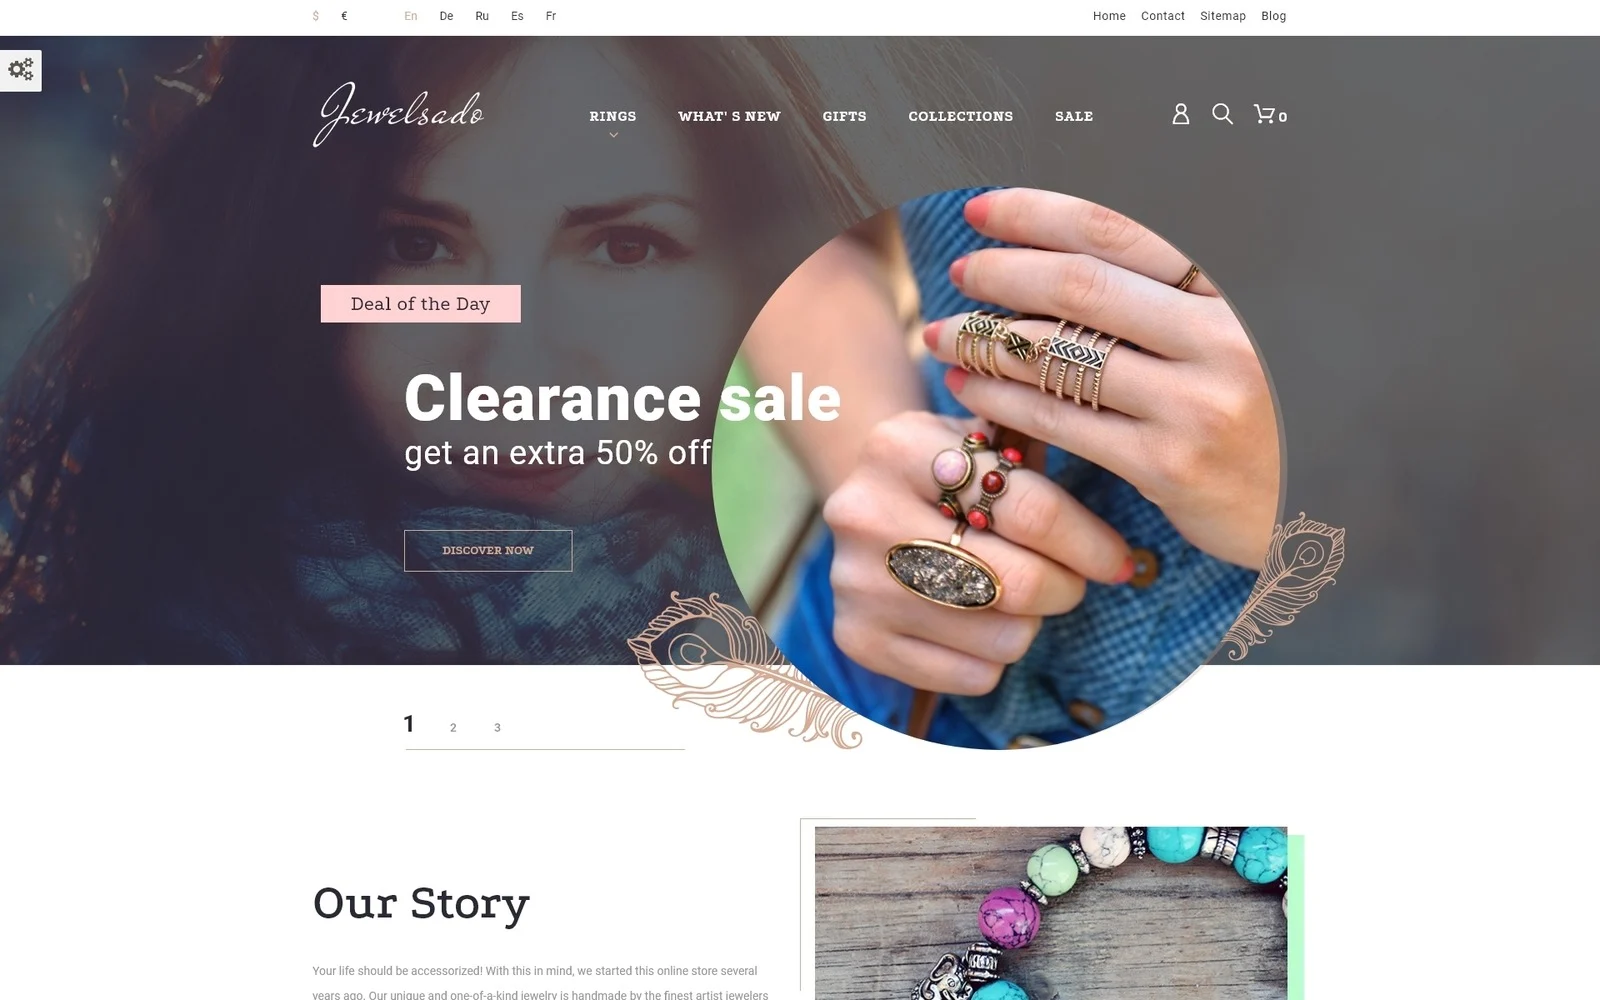 $ € En De Ru Es Fr Home Contact Sitemap Blog
Jewelsado RINGS WHAT' S NEW GIFTS COLLECTIONS SALE 0
Deal of the Day
Clearance sale
get an extra 50% off
DISCOVER NOW
1 2 3
Our Story
Your life should be accessorized! With this in mind, we started this online store several
years ago. Our unique and one-of-a-kind jewelry is handmade by the finest artist jewelers